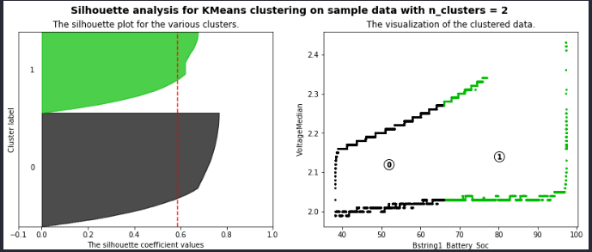 Silhouette analysis for KMeans clustering on sample data with n_clusters = 2
The silhouette plot for the various clusters.
Cluster label
1
0
−0.1 0.0 0.2 0.4 0.6 0.8 1.0
The silhouette coefficient values
The visualization of the clustered data.
VoltageMedian
2.4
2.3
2.2
2.1
2.0
0
1
40 50 60 70 80 90 100
Bstring1_Battery_Soc